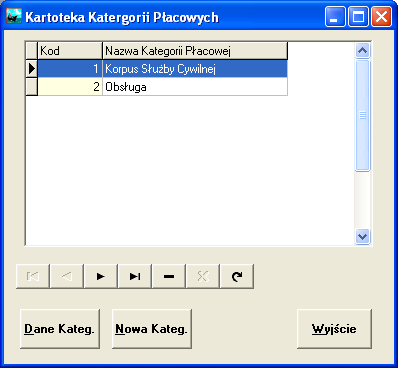 Kartoteka Katergorii Płacowych
Kod Nazwa Kategorii Płacowej
1 Korpus Służby Cywilnej
2 Obsługa
Dane Kateg. Nowa Kateg. Wyjście